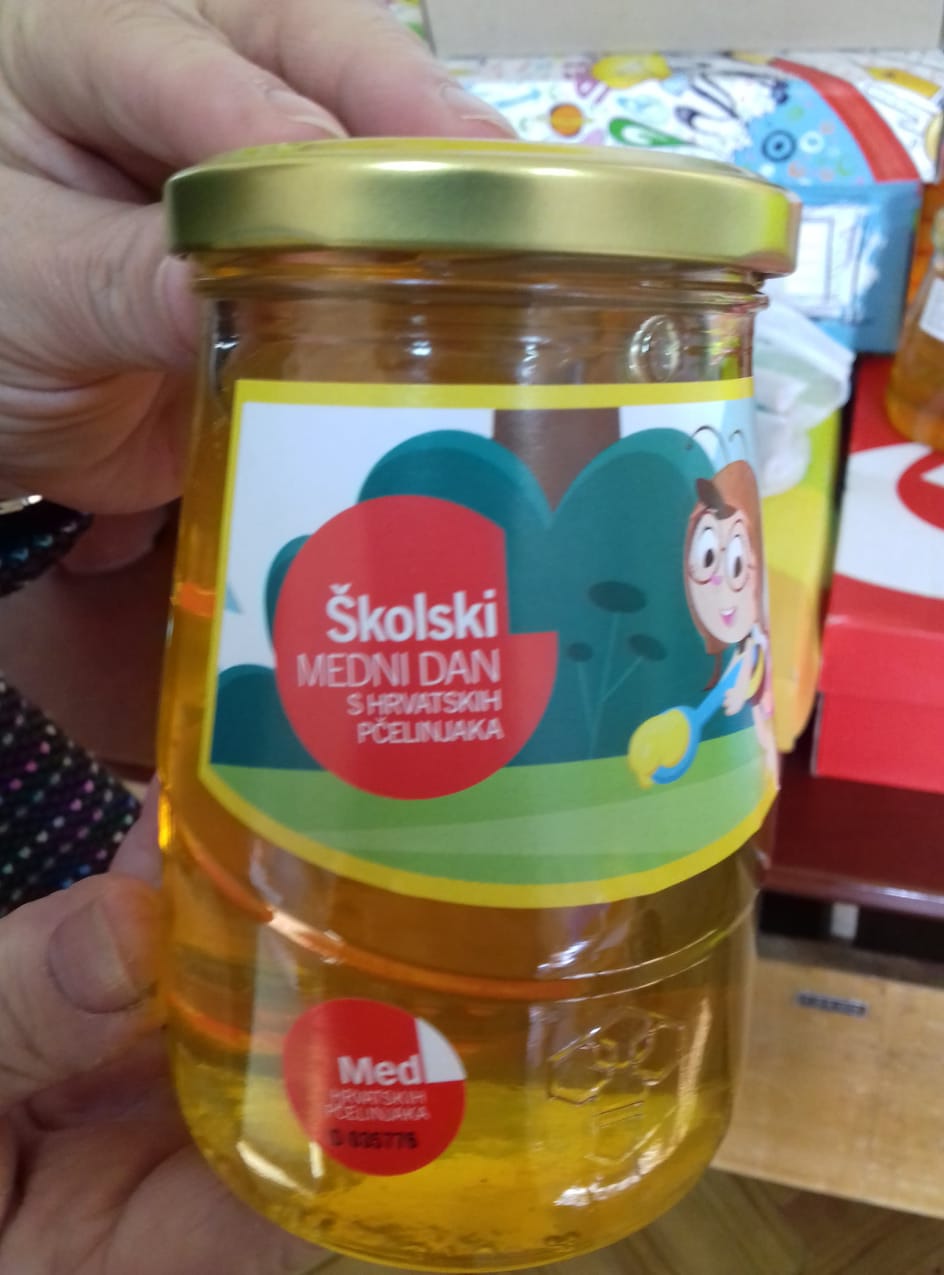 Školski
MEDNI DAN
S HRVATSKIH
PČELINJAKA
Med
HRVATSKIH
PČELINJAKA
D 035776